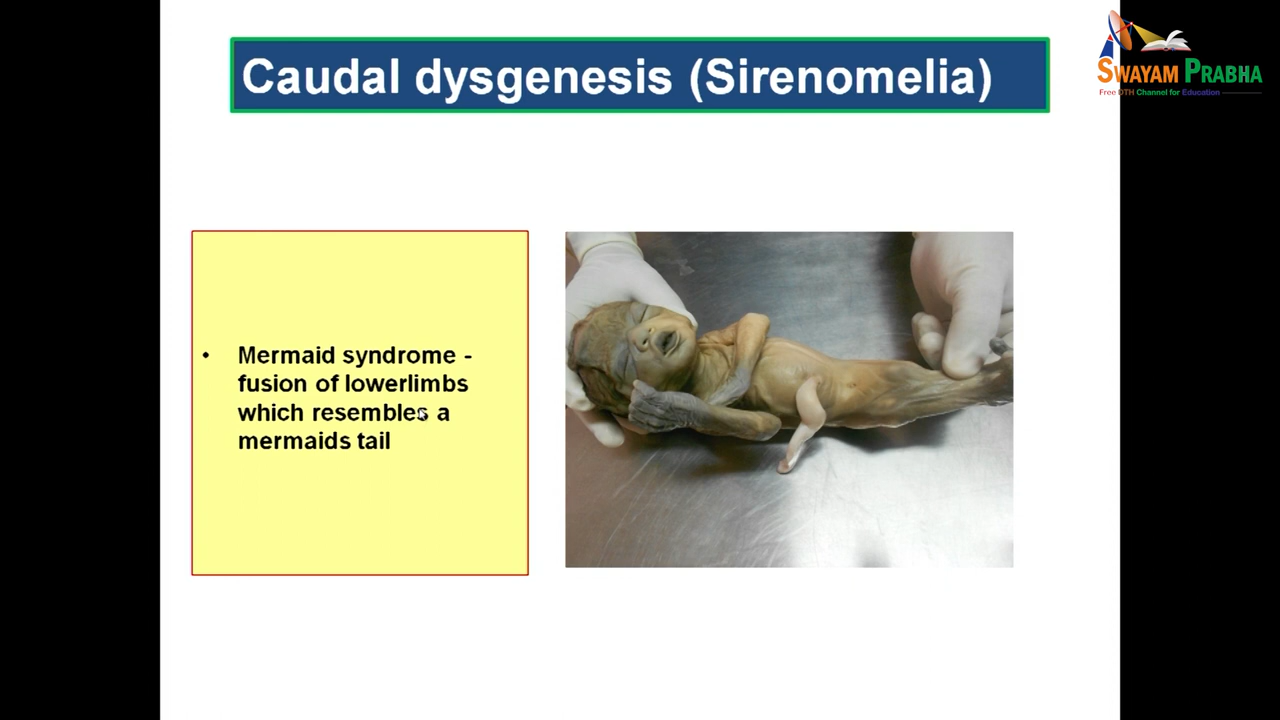 Caudal dysgenesis (Sirenomelia)
SWAYAM PRABHA
Free DTH Channel for Education
• Mermaid syndrome -
fusion of lowerlimbs
which resembles a
mermaids tail